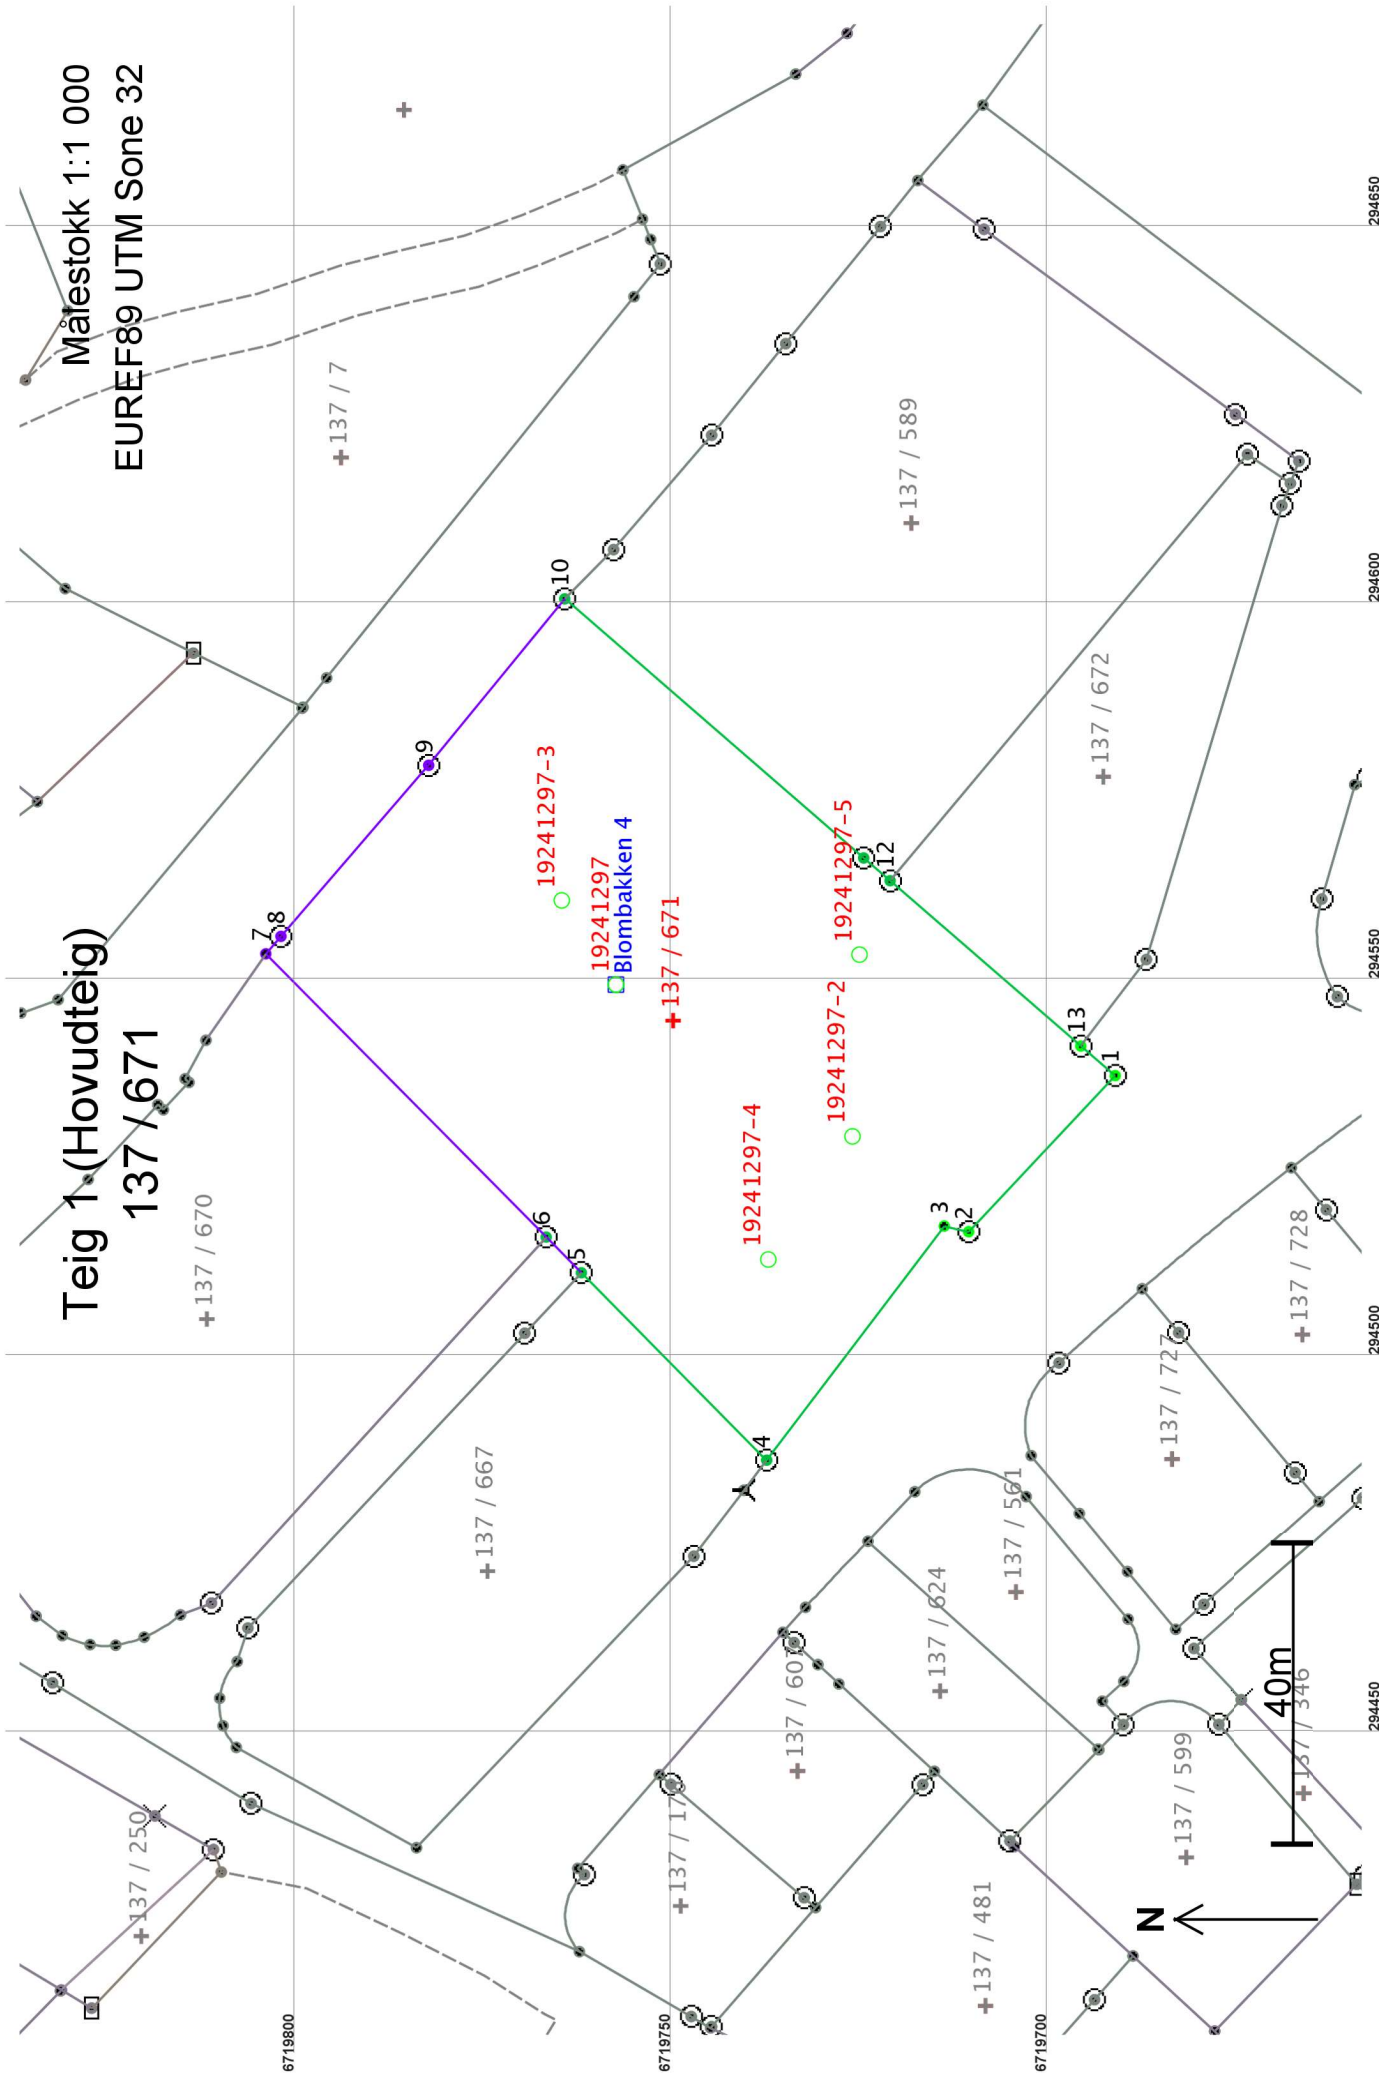 Teig 1 (Hovudteig)
137 / 671
Målestokk 1:1 000
EUREF89 UTM Sone 32
137 / 250
137 / 670
137 / 7
137 / 667
137 / 589
137 / 672
137 / 671
137 / 561
137 / 624
137 / 727
137 / 728
137 / 599
137 / 346
137 / 481
19241297
Blombakken 4
19241297-3
19241297-5
19241297-2
19241297-4
1
2
3
4
5
6
7
8
9
10
12
13
40m
N
6719800
6719750
6719700
294450
294500
294550
294600
294650